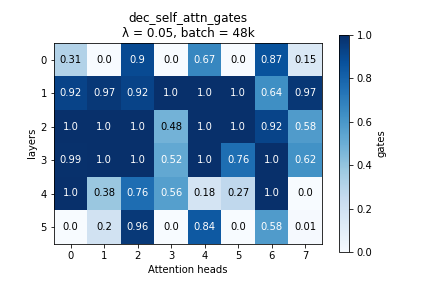 dec_self_attn_gates
λ = 0.05, batch = 48k
0 0.31 0.0 0.9 0.0 0.67 0.0 0.87 0.15
1 0.92 0.97 0.92 1.0 1.0 1.0 0.64 0.97
2 1.0 1.0 1.0 0.48 1.0 1.0 0.92 0.58
3 0.99 1.0 1.0 0.52 1.0 0.76 1.0 0.62
4 1.0 0.38 0.76 0.56 0.18 0.27 1.0 0.0
5 0.0 0.2 0.96 0.0 0.84 0.0 0.58 0.01
0 1 2 3 4 5 6 7
Attention heads
layers
1.0
0.8
0.6
0.4
0.2
0.0
gates